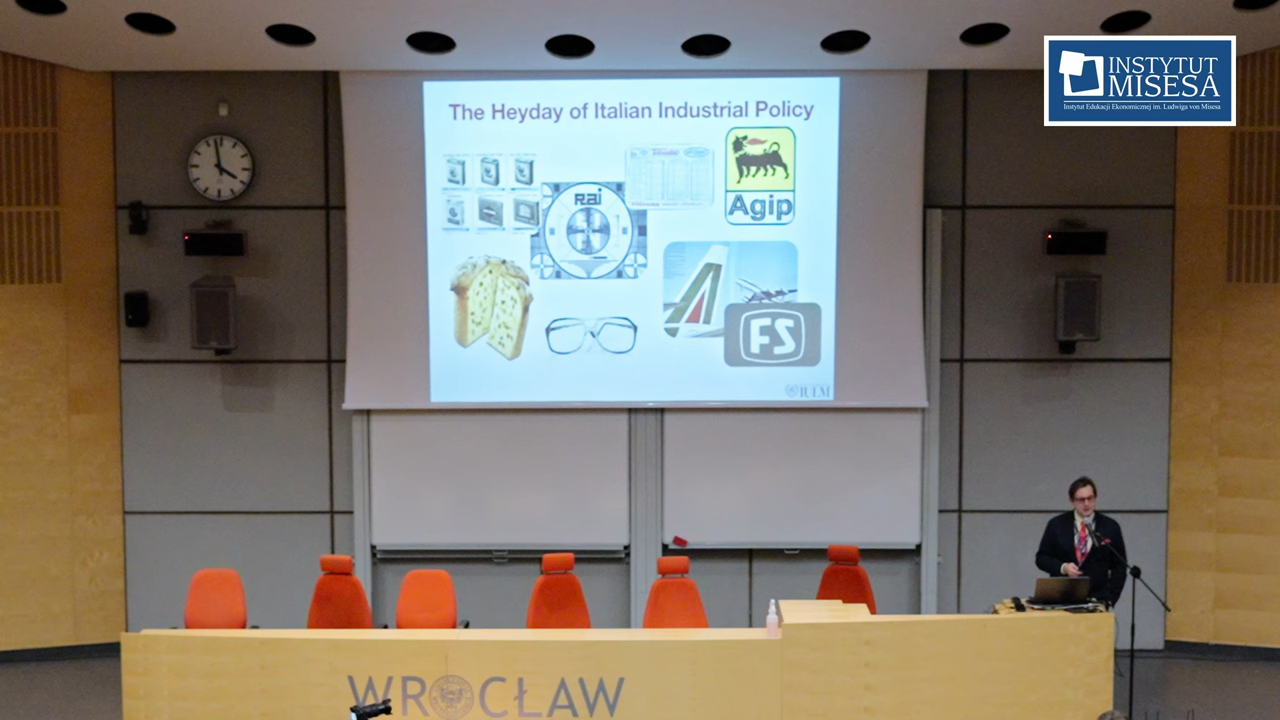 INSTYTUT
MISESA
Instytut Edukacji Ekonomicznej im. Ludwiga von Misesa
The Heyday of Italian Industrial Policy
Rai
Agip
FS
IULM
WROCŁAW